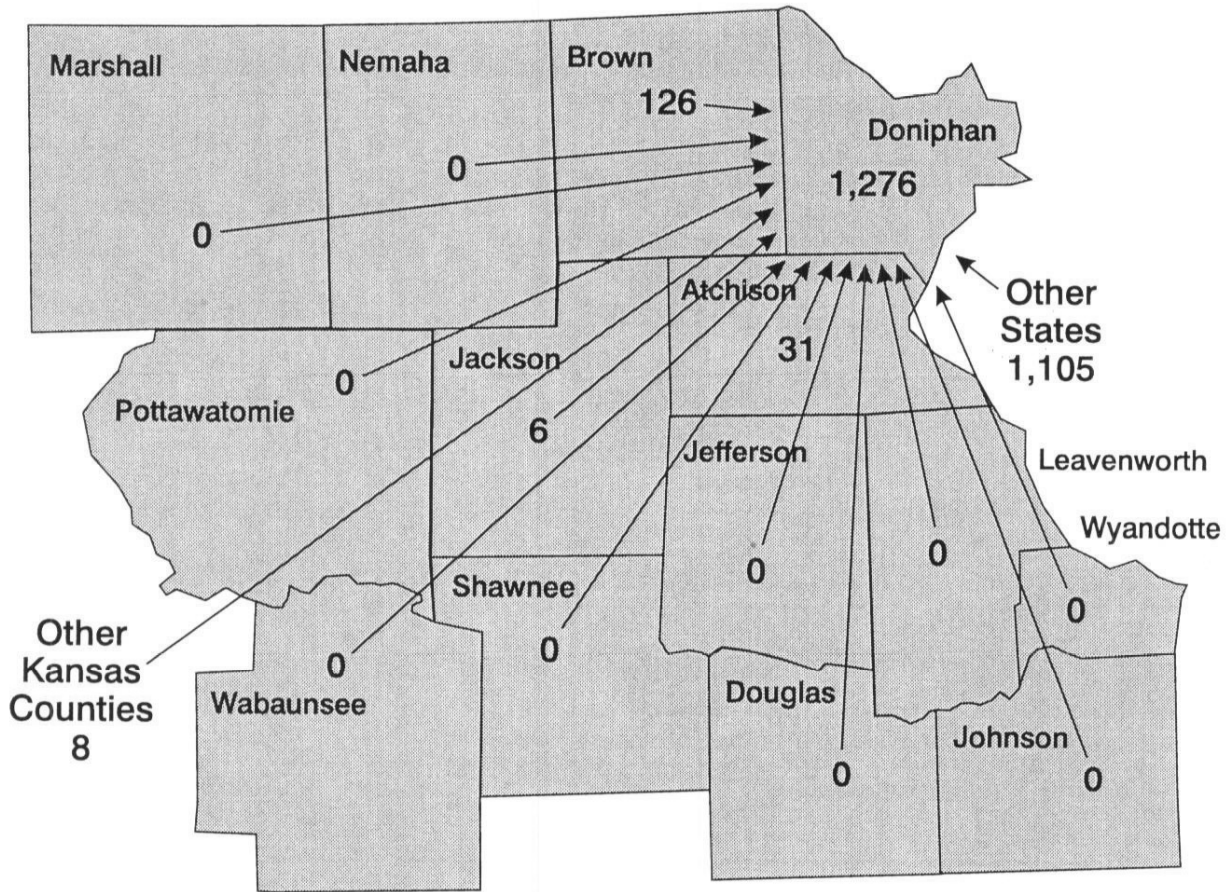 Marshall
Nemaha
Brown
126
Doniphan
1,276
0
0
Atchison
31
Other
States
1,105
Jackson
6
Pottawatomie
0
Jefferson
0
Leavenworth
0
Wyandotte
0
Shawnee
0
Other
Kansas
Counties
8
Wabaunsee
0
Douglas
0
Johnson
0